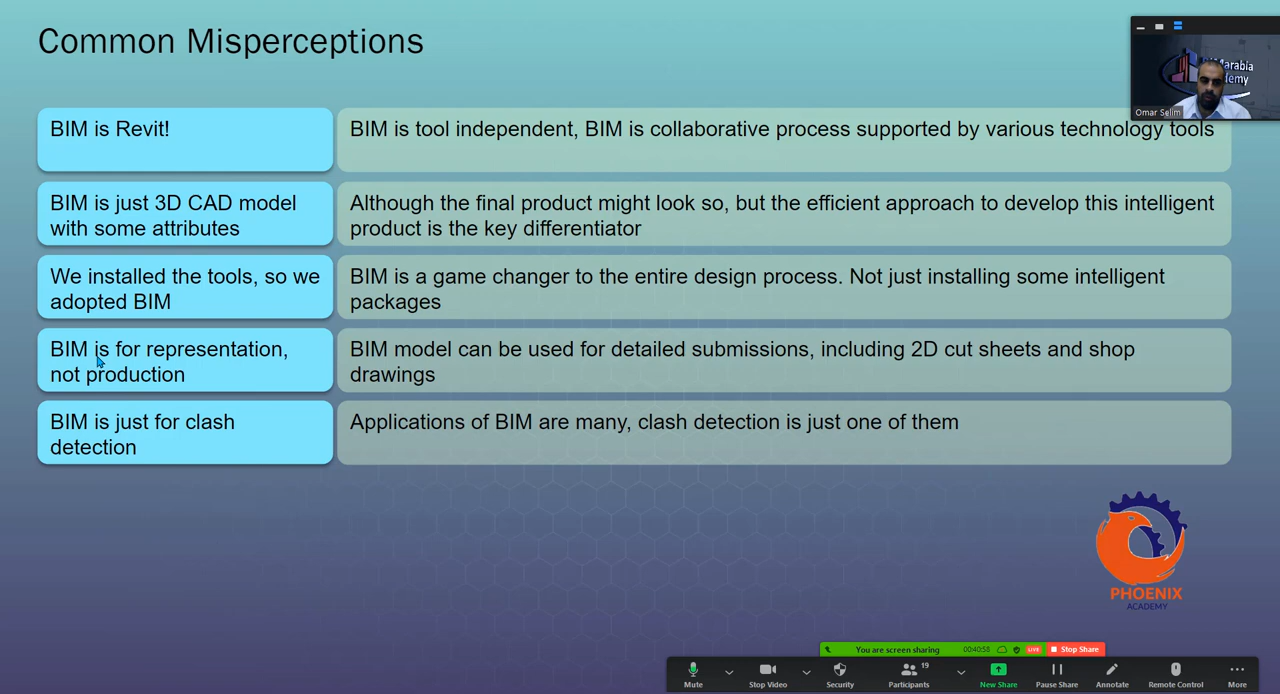 Common Misperceptions
BIM is Revit!
BIM is tool independent, BIM is collaborative process supported by various technology tools
BIM is just 3D CAD model
with some attributes
Although the final product might look so, but the efficient approach to develop this intelligent
product is the key differentiator
We installed the tools, so we
adopted BIM
BIM is a game changer to the entire design process. Not just installing some intelligent
packages
BIM is for representation,
not production
BIM model can be used for detailed submissions, including 2D cut sheets and shop
drawings
BIM is just for clash
detection
Applications of BIM are many, clash detection is just one of them
Omar Selim
PHOENIX
ACADEMY
You are screen sharing
00:40:58
LIVE
Stop Share
Mute
Stop Video
Security
Participants
19
New Share
Pause Share
Annotate
Remote Control
More